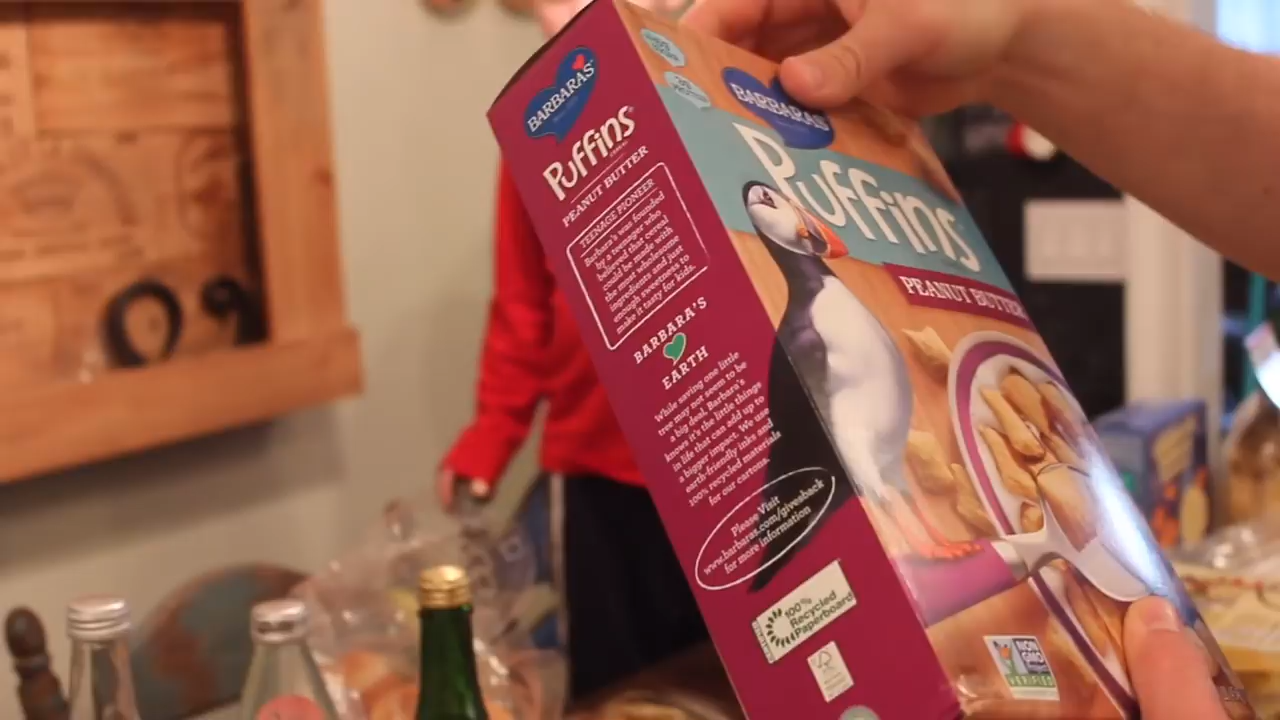 BARBARA'S
Puffins
CEREAL
PEANUT BUTTER
TEENAGE PIONEER
Barbara's was founded
by a teenager who
believed that cereal
could be made with
the most wholesome
ingredients and just
enough sweetness to
make it tasty for kids.
BARBARA'S
EARTH
While saving one little
tree may not seem to be
a big deal, Barbara's
knows it's the little things
in life that can add up to
a bigger impact. We use
earth-friendly inks and
100% recycled materials
for our cartons.
Please Visit
www.barbaras.com/givesback
for more information
100%
Recycled
Paperboard
FSC
BARBARA'S
Puffins
PEANUT BUTTER
NON
GMO
VERIFIED